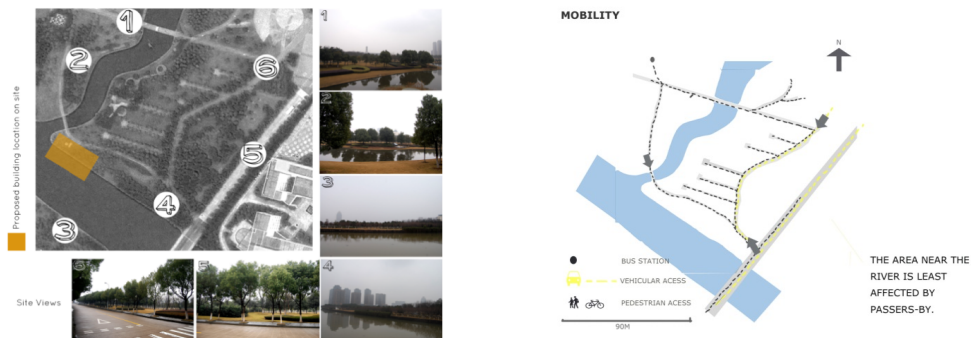 1
2
3
4
5
6
Proposed building location on site
1
2
3
4
5
Site Views
MOBILITY
N
BUS STATION
VEHICULAR ACESS
PEDESTRIAN ACESS
90M
THE AREA NEAR THE
RIVER IS LEAST
AFFECTED BY
PASSERS-BY.